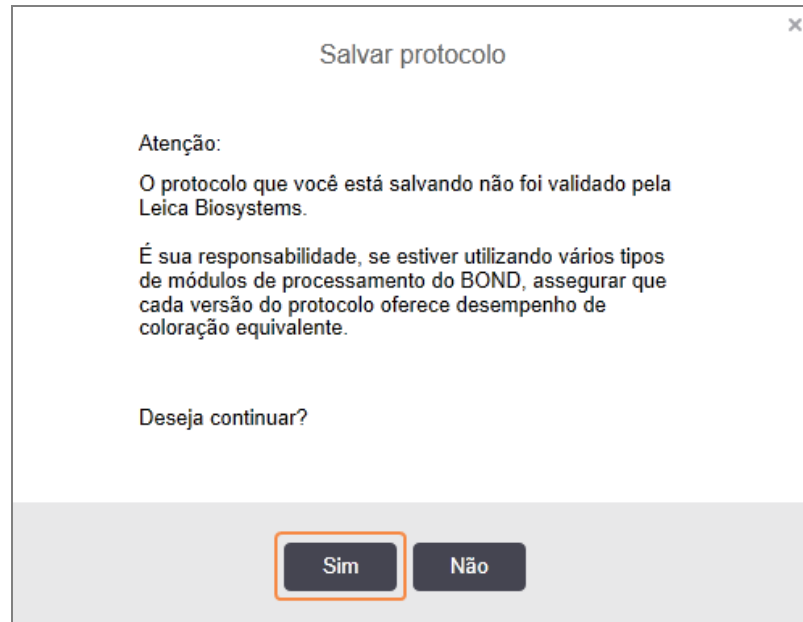 Salvar protocolo
Atenção:
O protocolo que você está salvando não foi validado pela
Leica Biosystems.
É sua responsabilidade, se estiver utilizando vários tipos
de módulos de processamento do BOND, assegurar que
cada versão do protocolo oferece desempenho de
coloração equivalente.
Deseja continuar?
Sim Não